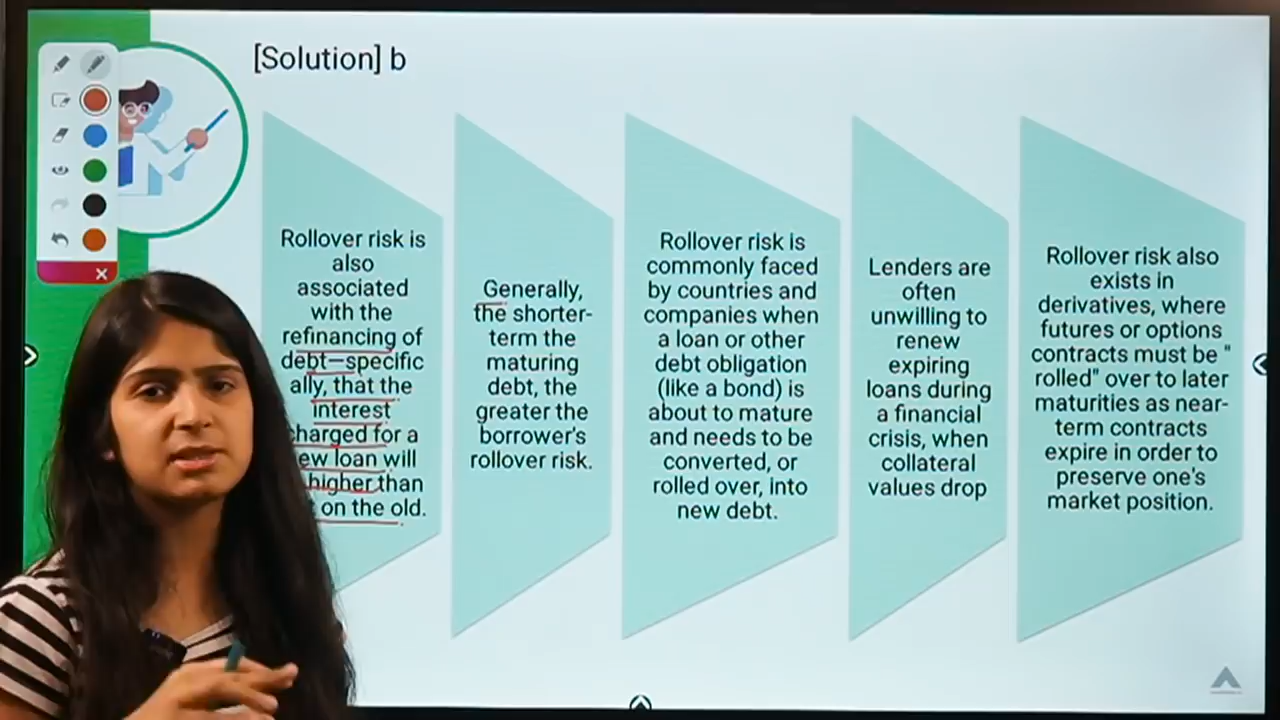 [Solution] b
Rollover risk is
also
associated
with the
refinancing of
debt–specific
ally, that the
interest
charged for a
new loan will
higher than
on the old.
Generally,
the shorter-
term the
maturing
debt, the
greater the
borrower's
rollover risk.
Rollover risk is
commonly faced
by countries and
companies when
a loan or other
debt obligation
(like a bond) is
about to mature
and needs to be
converted, or
rolled over, into
new debt.
Lenders are
often
unwilling to
renew
expiring
loans during
a financial
crisis, when
collateral
values drop
Rollover risk also
exists in
derivatives, where
futures or options
contracts must be "
rolled" over to later
maturities as near-
term contracts
expire in order to
preserve one's
market position.